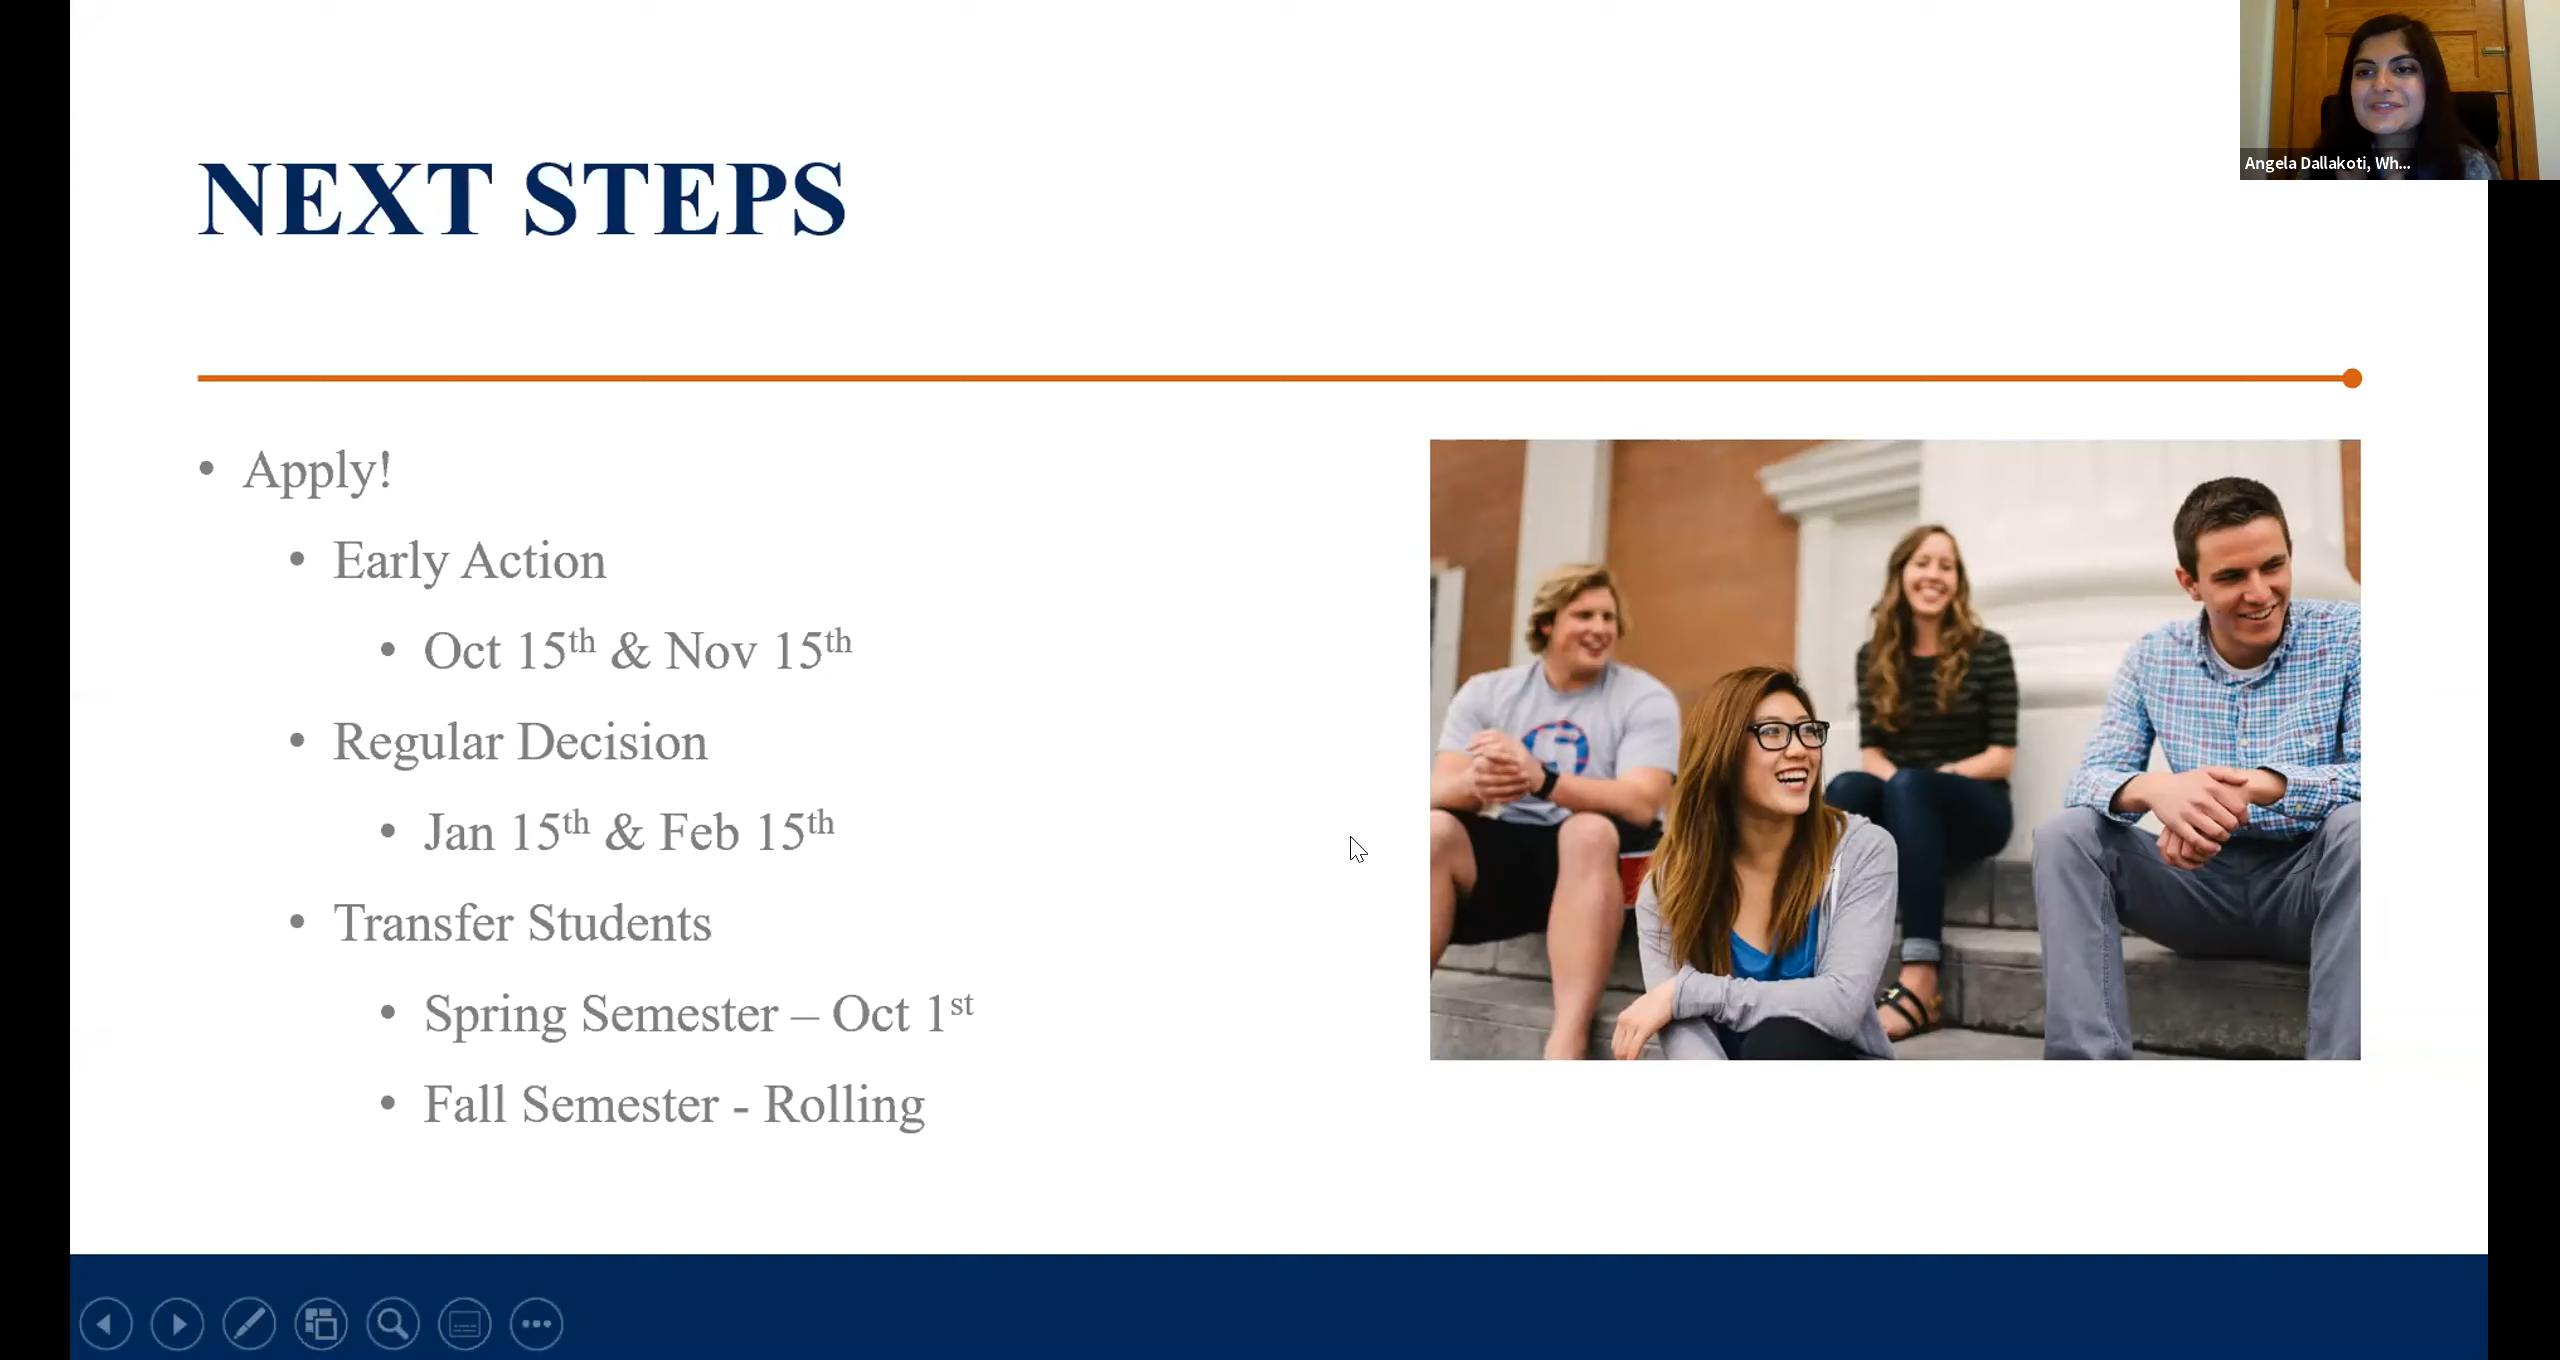 Angela Dallakoti, Wh...
NEXT STEPS
• Apply!
• Early Action
• Oct 15th & Nov 15th
• Regular Decision
• Jan 15th & Feb 15th
• Transfer Students
• Spring Semester – Oct 1st
• Fall Semester - Rolling